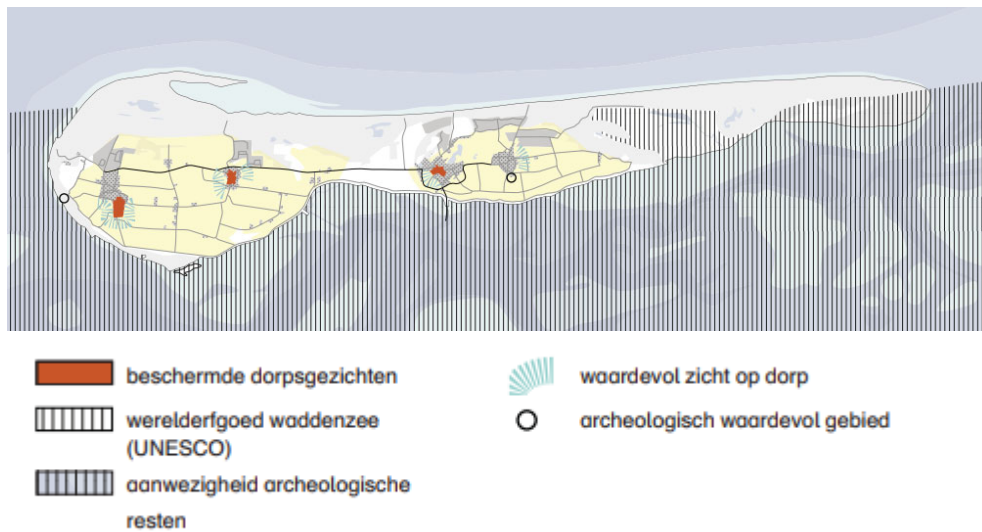 beschermde dorpsgezichten
werelderfgoed waddenzee
(UNESCO)
aanwezigheid archeologische
resten
waardevol zicht op dorp
archeologisch waardevol gebied